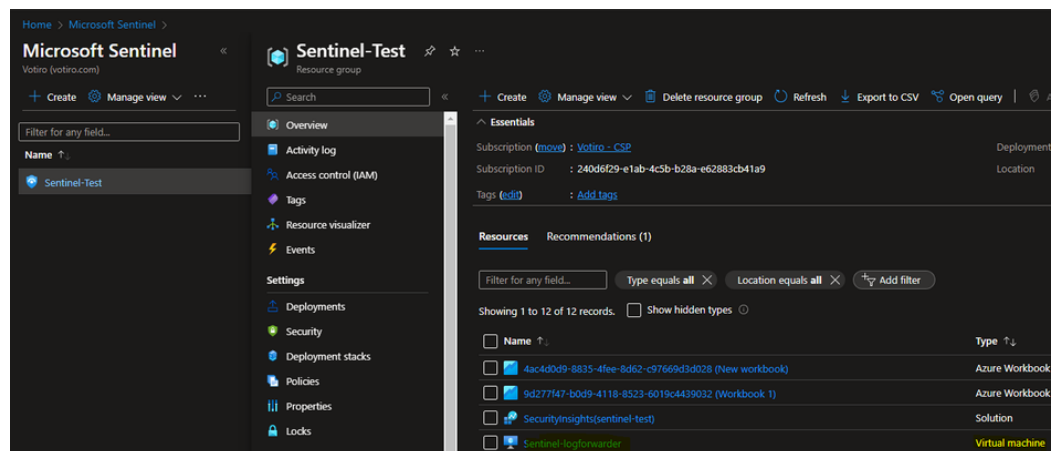 Home > Microsoft Sentinel >
Microsoft Sentinel «
Votiro (votiro.com)
+ Create Manage view ···
Filter for any field...
Name ↑↓
Sentinel-Test
Sentinel-Test ···
Resource group
Search «
Overview
Activity log
Access control (IAM)
Tags
Resource visualizer
Events
Settings
Deployments
Security
Deployment stacks
Policies
Properties
Locks
+ Create Manage view Delete resource group Refresh Export to CSV Open query
Essentials
Subscription (move) : Votiro - CSP Deployment
Subscription ID : 240d6f29-e1ab-4c5b-b28a-e62883cb41a9 Location
Tags (edit) : Add tags
Resources Recommendations (1)
Filter for any field... Type equals all Location equals all Add filter
Showing 1 to 12 of 12 records. Show hidden types
Name ↑↓ Type ↑↓
4ac4d0d9-8835-4fee-8d62-c97669d3d028 (New workbook) Azure Workbook
9d277f47-b0d9-4118-8523-6019c4439032 (Workbook 1) Azure Workbook
SecurityInsights(sentinel-test) Solution
Sentinel-logforwarder Virtual machine